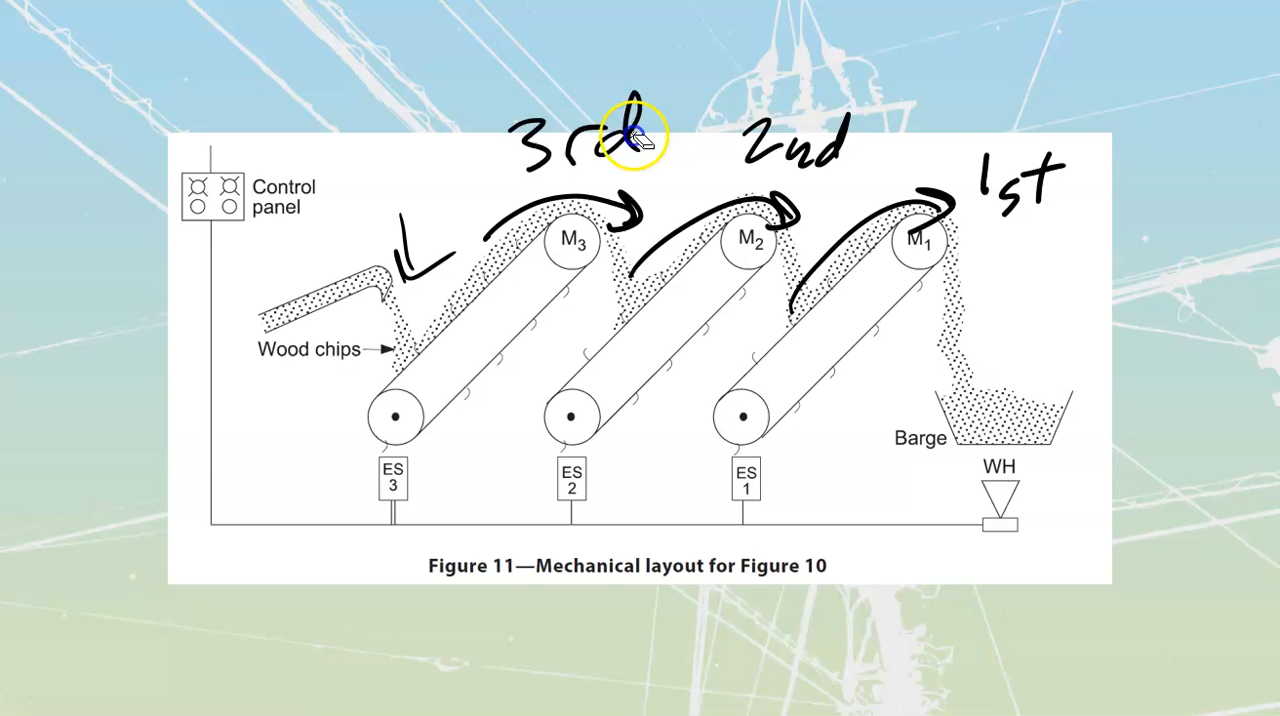 3rd
2nd
1st
Control
panel
M3
M2
M1
Wood chips
Barge
ES
3
ES
2
ES
1
WH
Figure 11—Mechanical layout for Figure 10